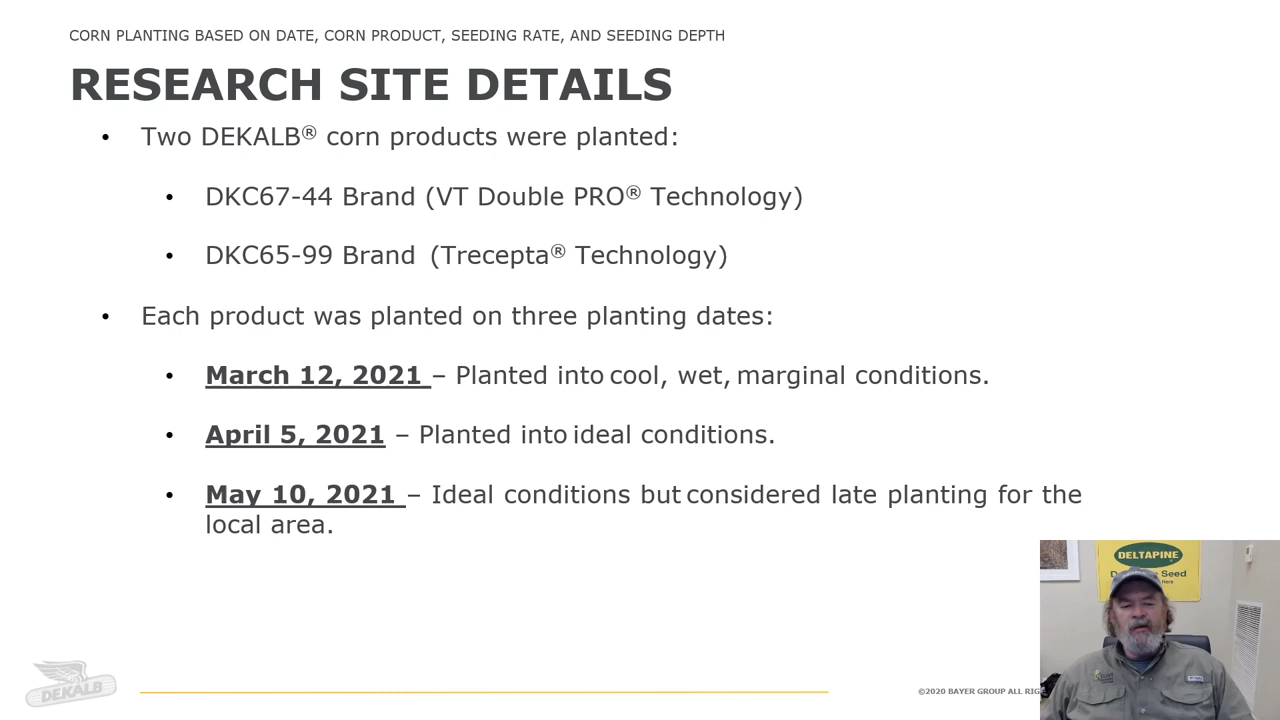 CORN PLANTING BASED ON DATE, CORN PRODUCT, SEEDING RATE, AND SEEDING DEPTH
RESEARCH SITE DETAILS
• Two DEKALB® corn products were planted:
• DKC67-44 Brand (VT Double PRO® Technology)
• DKC65-99 Brand (Trecepta® Technology)
• Each product was planted on three planting dates:
• March 12, 2021 – Planted into cool, wet, marginal conditions.
• April 5, 2021 – Planted into ideal conditions.
• May 10, 2021 – Ideal conditions but considered late planting for the
local area.
DELTAPINE
Seed
Here
DEKALB
©2020 BAYER GROUP ALL